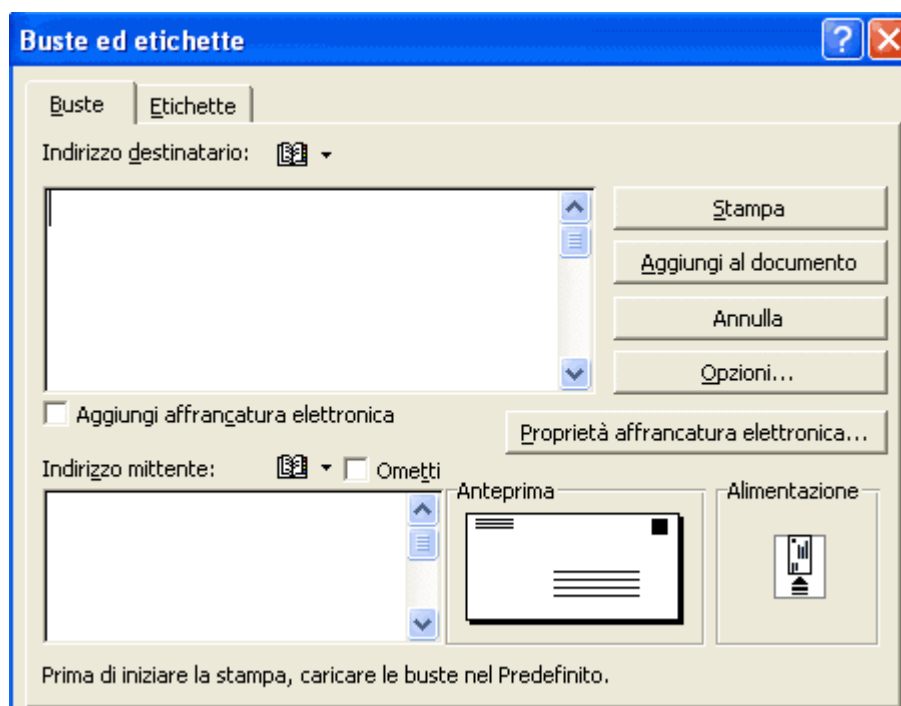 Buste ed etichette
Buste Etichette
Indirizzo destinatario:
Stampa
Aggiungi al documento
Annulla
Opzioni...
Aggiungi affrancatura elettronica
Proprietà affrancatura elettronica...
Indirizzo mittente: Ometti
Anteprima
Alimentazione
Prima di iniziare la stampa, caricare le buste nel Predefinito.